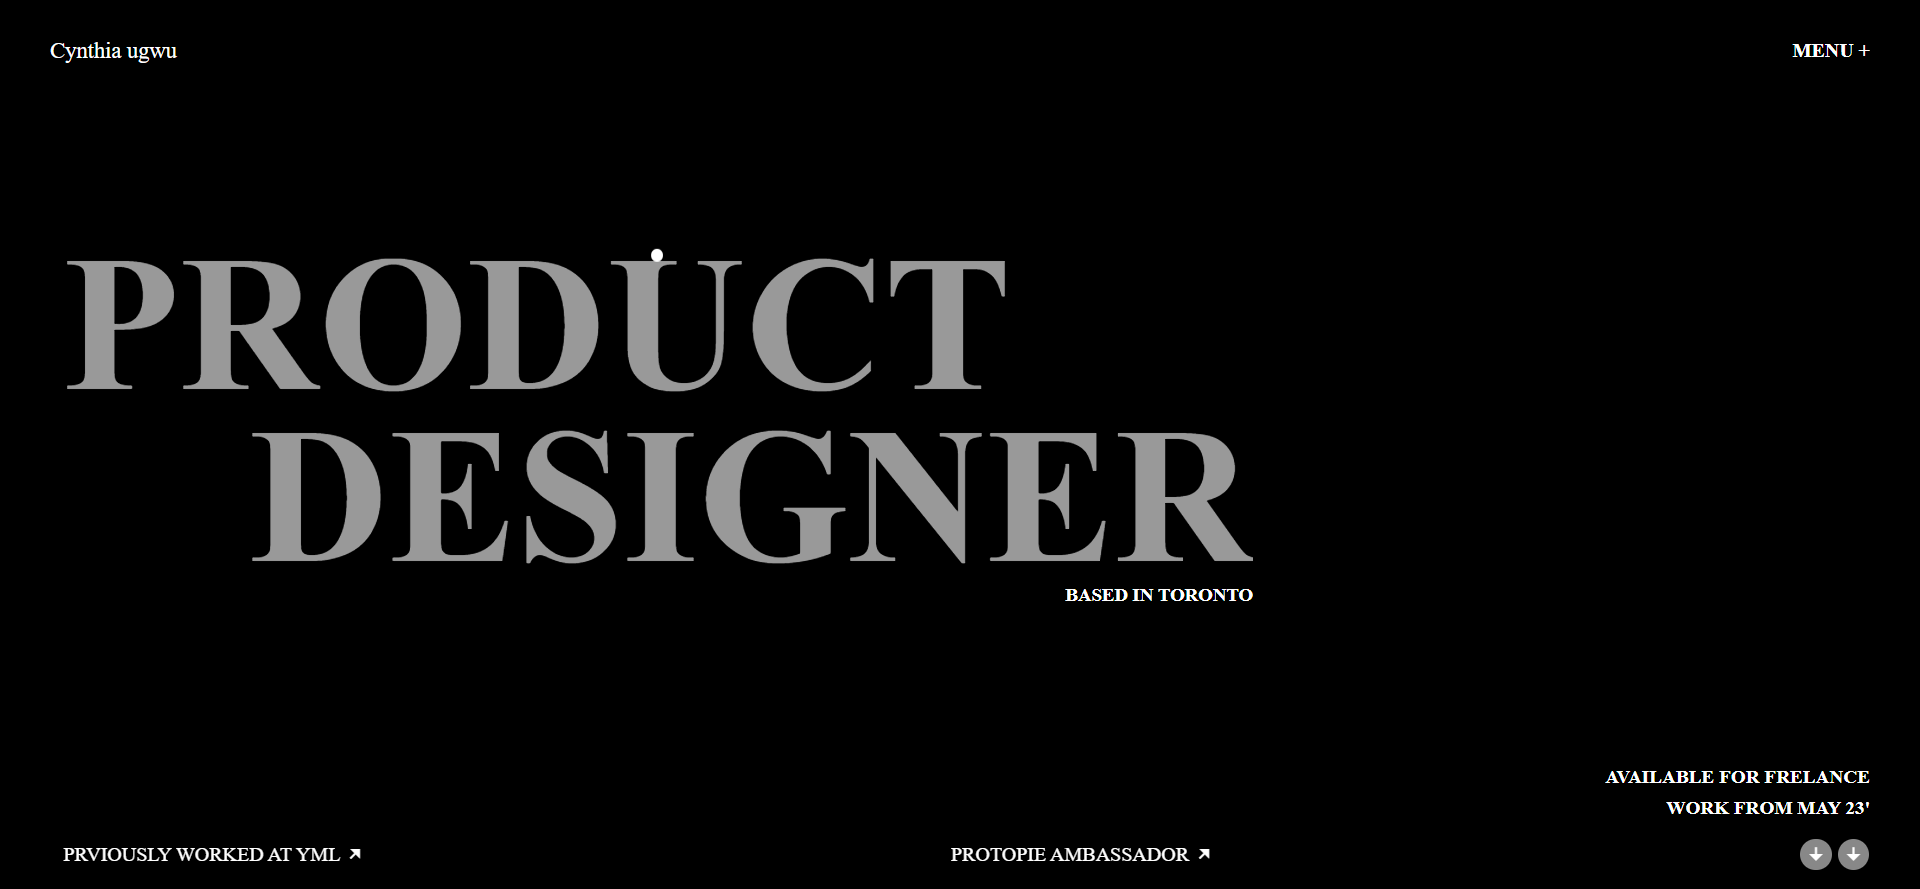 Cynthia ugwu
MENU +
PRODUCT
DESIGNER
BASED IN TORONTO
AVAILABLE FOR FRELANCE
WORK FROM MAY 23'
PRVIOUSLY WORKED AT YML
PROTOPIE AMBASSADOR